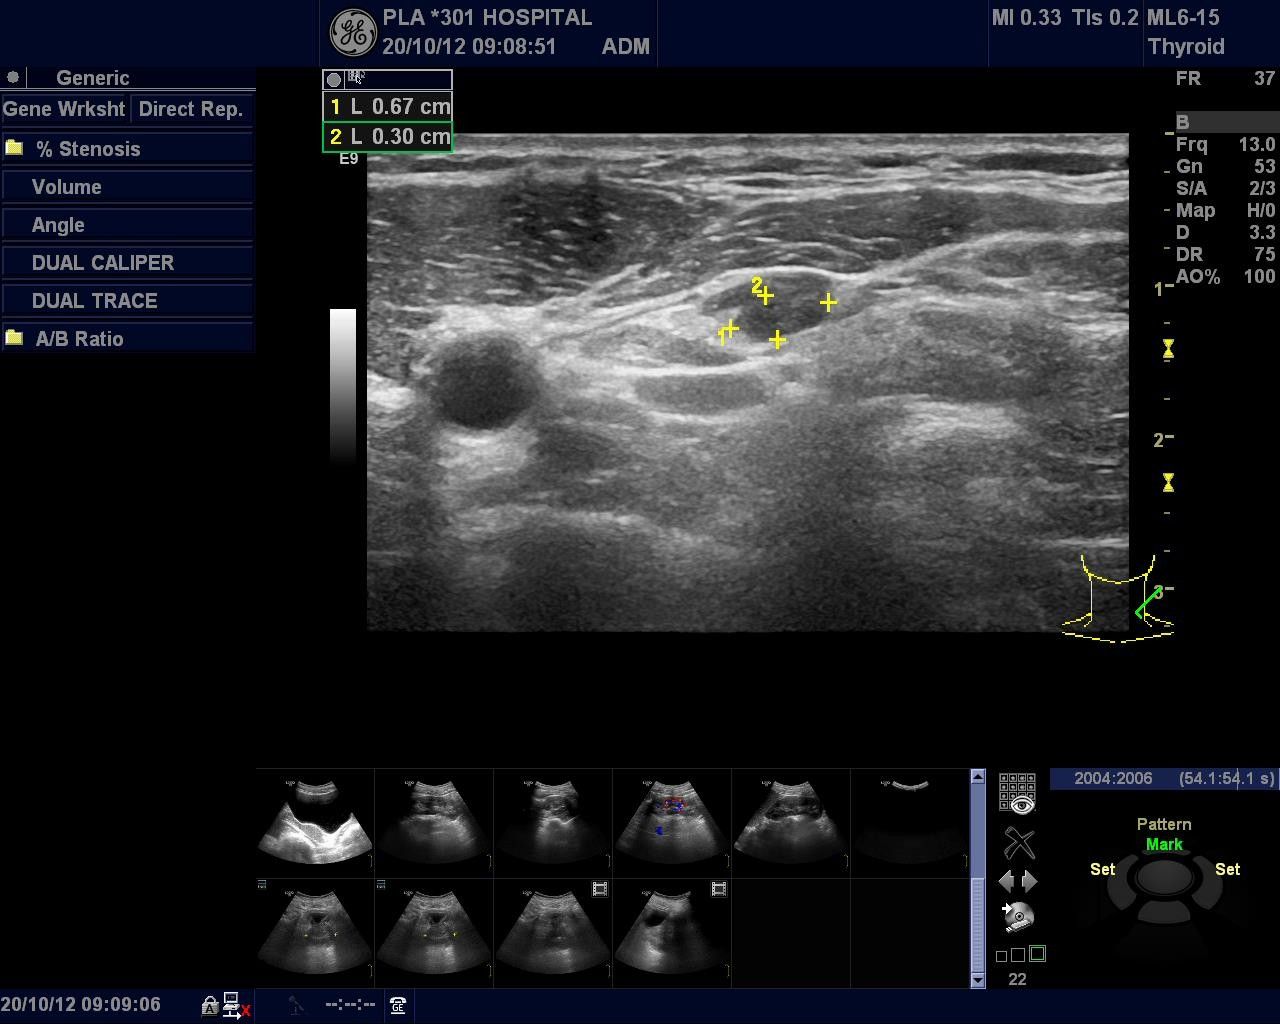 PLA *301 HOSPITAL
20/10/12 09:08:51 ADM
MI 0.33 TIs 0.2
ML6-15
Thyroid
Generic
Gene Wrksht
Direct Rep.
% Stenosis
Volume
Angle
DUAL CALIPER
DUAL TRACE
A/B Ratio
1 L 0.67 cm
2 L 0.30 cm
E9
2
1
FR 37
B
Frq 13.0
Gn 53
S/A 2/3
Map H/0
D 3.3
DR 75
AO% 100
1
2
3
2004:2006 (54.1:54.1 s)
Pattern
Mark
Set
Set
22
20/10/12 09:09:06
--:--:--
GE